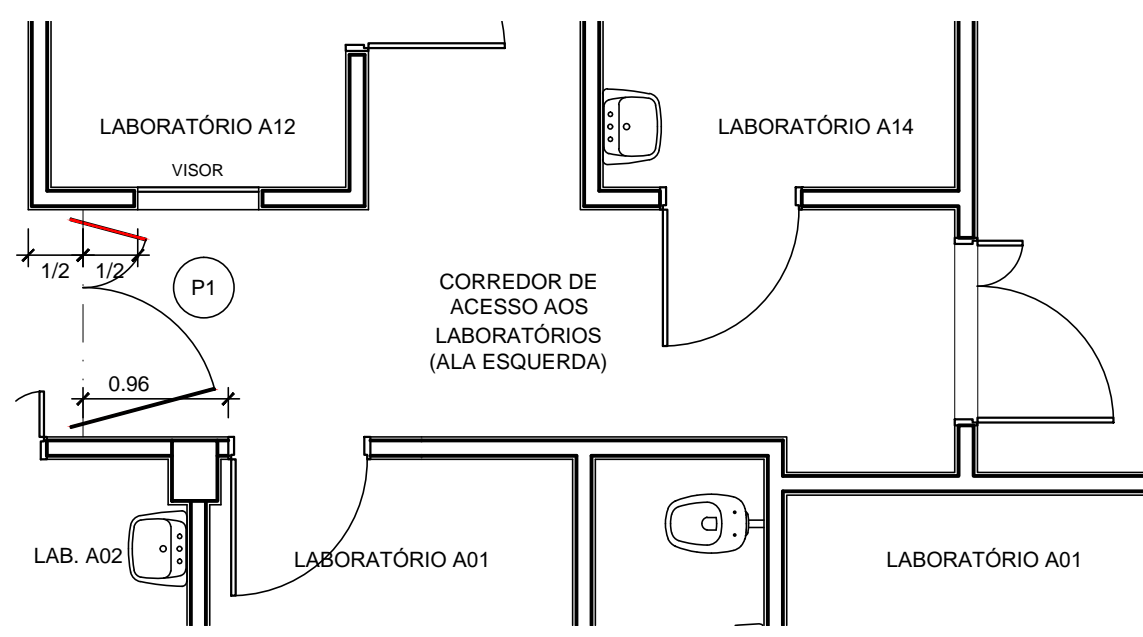 LABORATÓRIO A12
LABORATÓRIO A14
VISOR
1/2
1/2
P1
CORREDOR DE
ACESSO AOS
LABORATÓRIOS
(ALA ESQUERDA)
0.96
LAB. A02
LABORATÓRIO A01
LABORATÓRIO A01